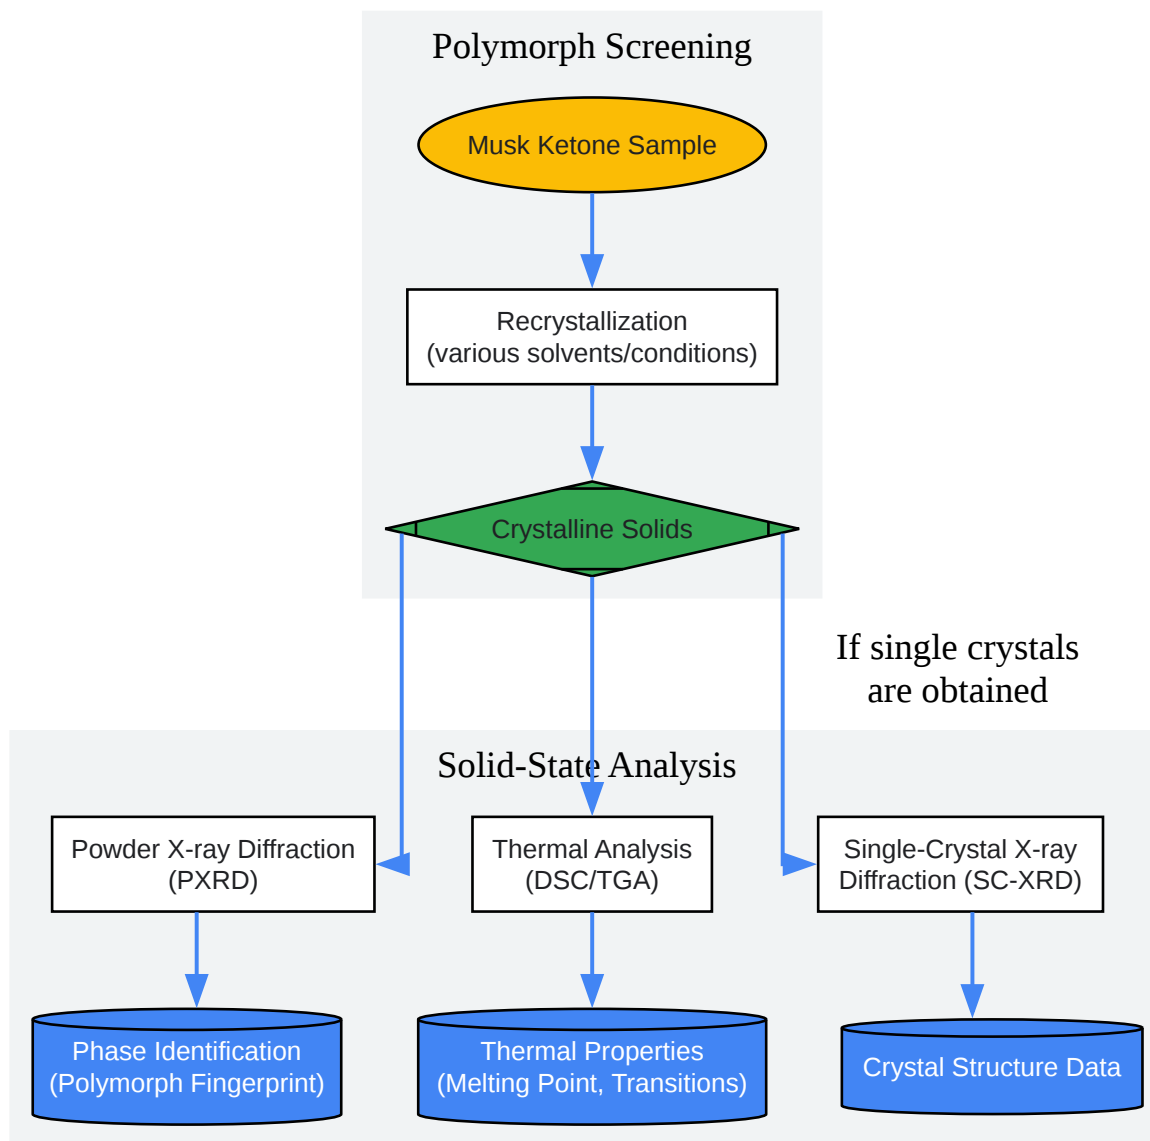 Polymorph Screening
Musk Ketone Sample
Recrystallization
(various solvents/conditions)
Crystalline Solids
If single crystals
are obtained
Solid-State Analysis
Powder X-ray Diffraction
(PXRD)
Thermal Analysis
(DSC/TGA)
Single-Crystal X-ray
Diffraction (SC-XRD)
Phase Identification
(Polymorph Fingerprint)
Thermal Properties
(Melting Point, Transitions)
Crystal Structure Data